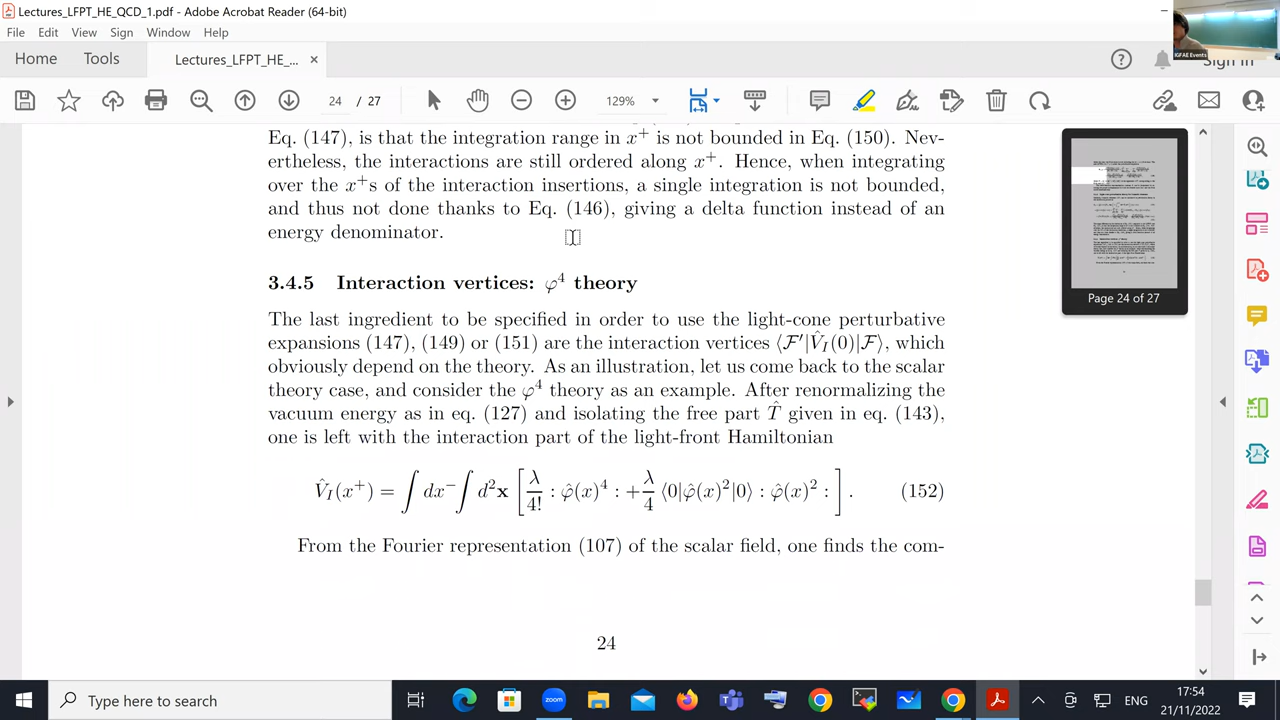 Lectures_LFPT_HE_QCD_1.pdf - Adobe Acrobat Reader (64-bit)
File Edit View Sign Window Help
IGFAE Events
Home Tools Lectures_LFPT_HE_... × Sign In
24 / 27 129%
Eq. (147), is that the integration range in x⁺ is not bounded in Eq. (150). Nev-
ertheless, the interactions are still ordered along x⁺. Hence, when integrating
over the x⁺s of the interaction insertions, a single integration is not bounded,
and thus not done thanks to Eq. (146), giving a delta function instead of an
energy denominator.
3.4.5 Interaction vertices: φ⁴ theory
The last ingredient to be specified in order to use the light-cone perturbative
expansions (147), (149) or (151) are the interaction vertices ⟨F′|V̂_I(0)|F⟩, which
obviously depend on the theory. As an illustration, let us come back to the scalar
theory case, and consider the φ⁴ theory as an example. After renormalizing the
vacuum energy as in eq. (127) and isolating the free part T̂ given in eq. (143),
one is left with the interaction part of the light-front Hamiltonian
V̂_I(x⁺) = ∫ dx⁻ ∫ d²x [ λ/4! : φ̂(x)⁴ : + λ/4 ⟨0|φ̂(x)²|0⟩ : φ̂(x)² : ] . (152)
From the Fourier representation (107) of the scalar field, one finds the com-
24
Page 24 of 27
Type here to search
ENG
17:54
21/11/2022